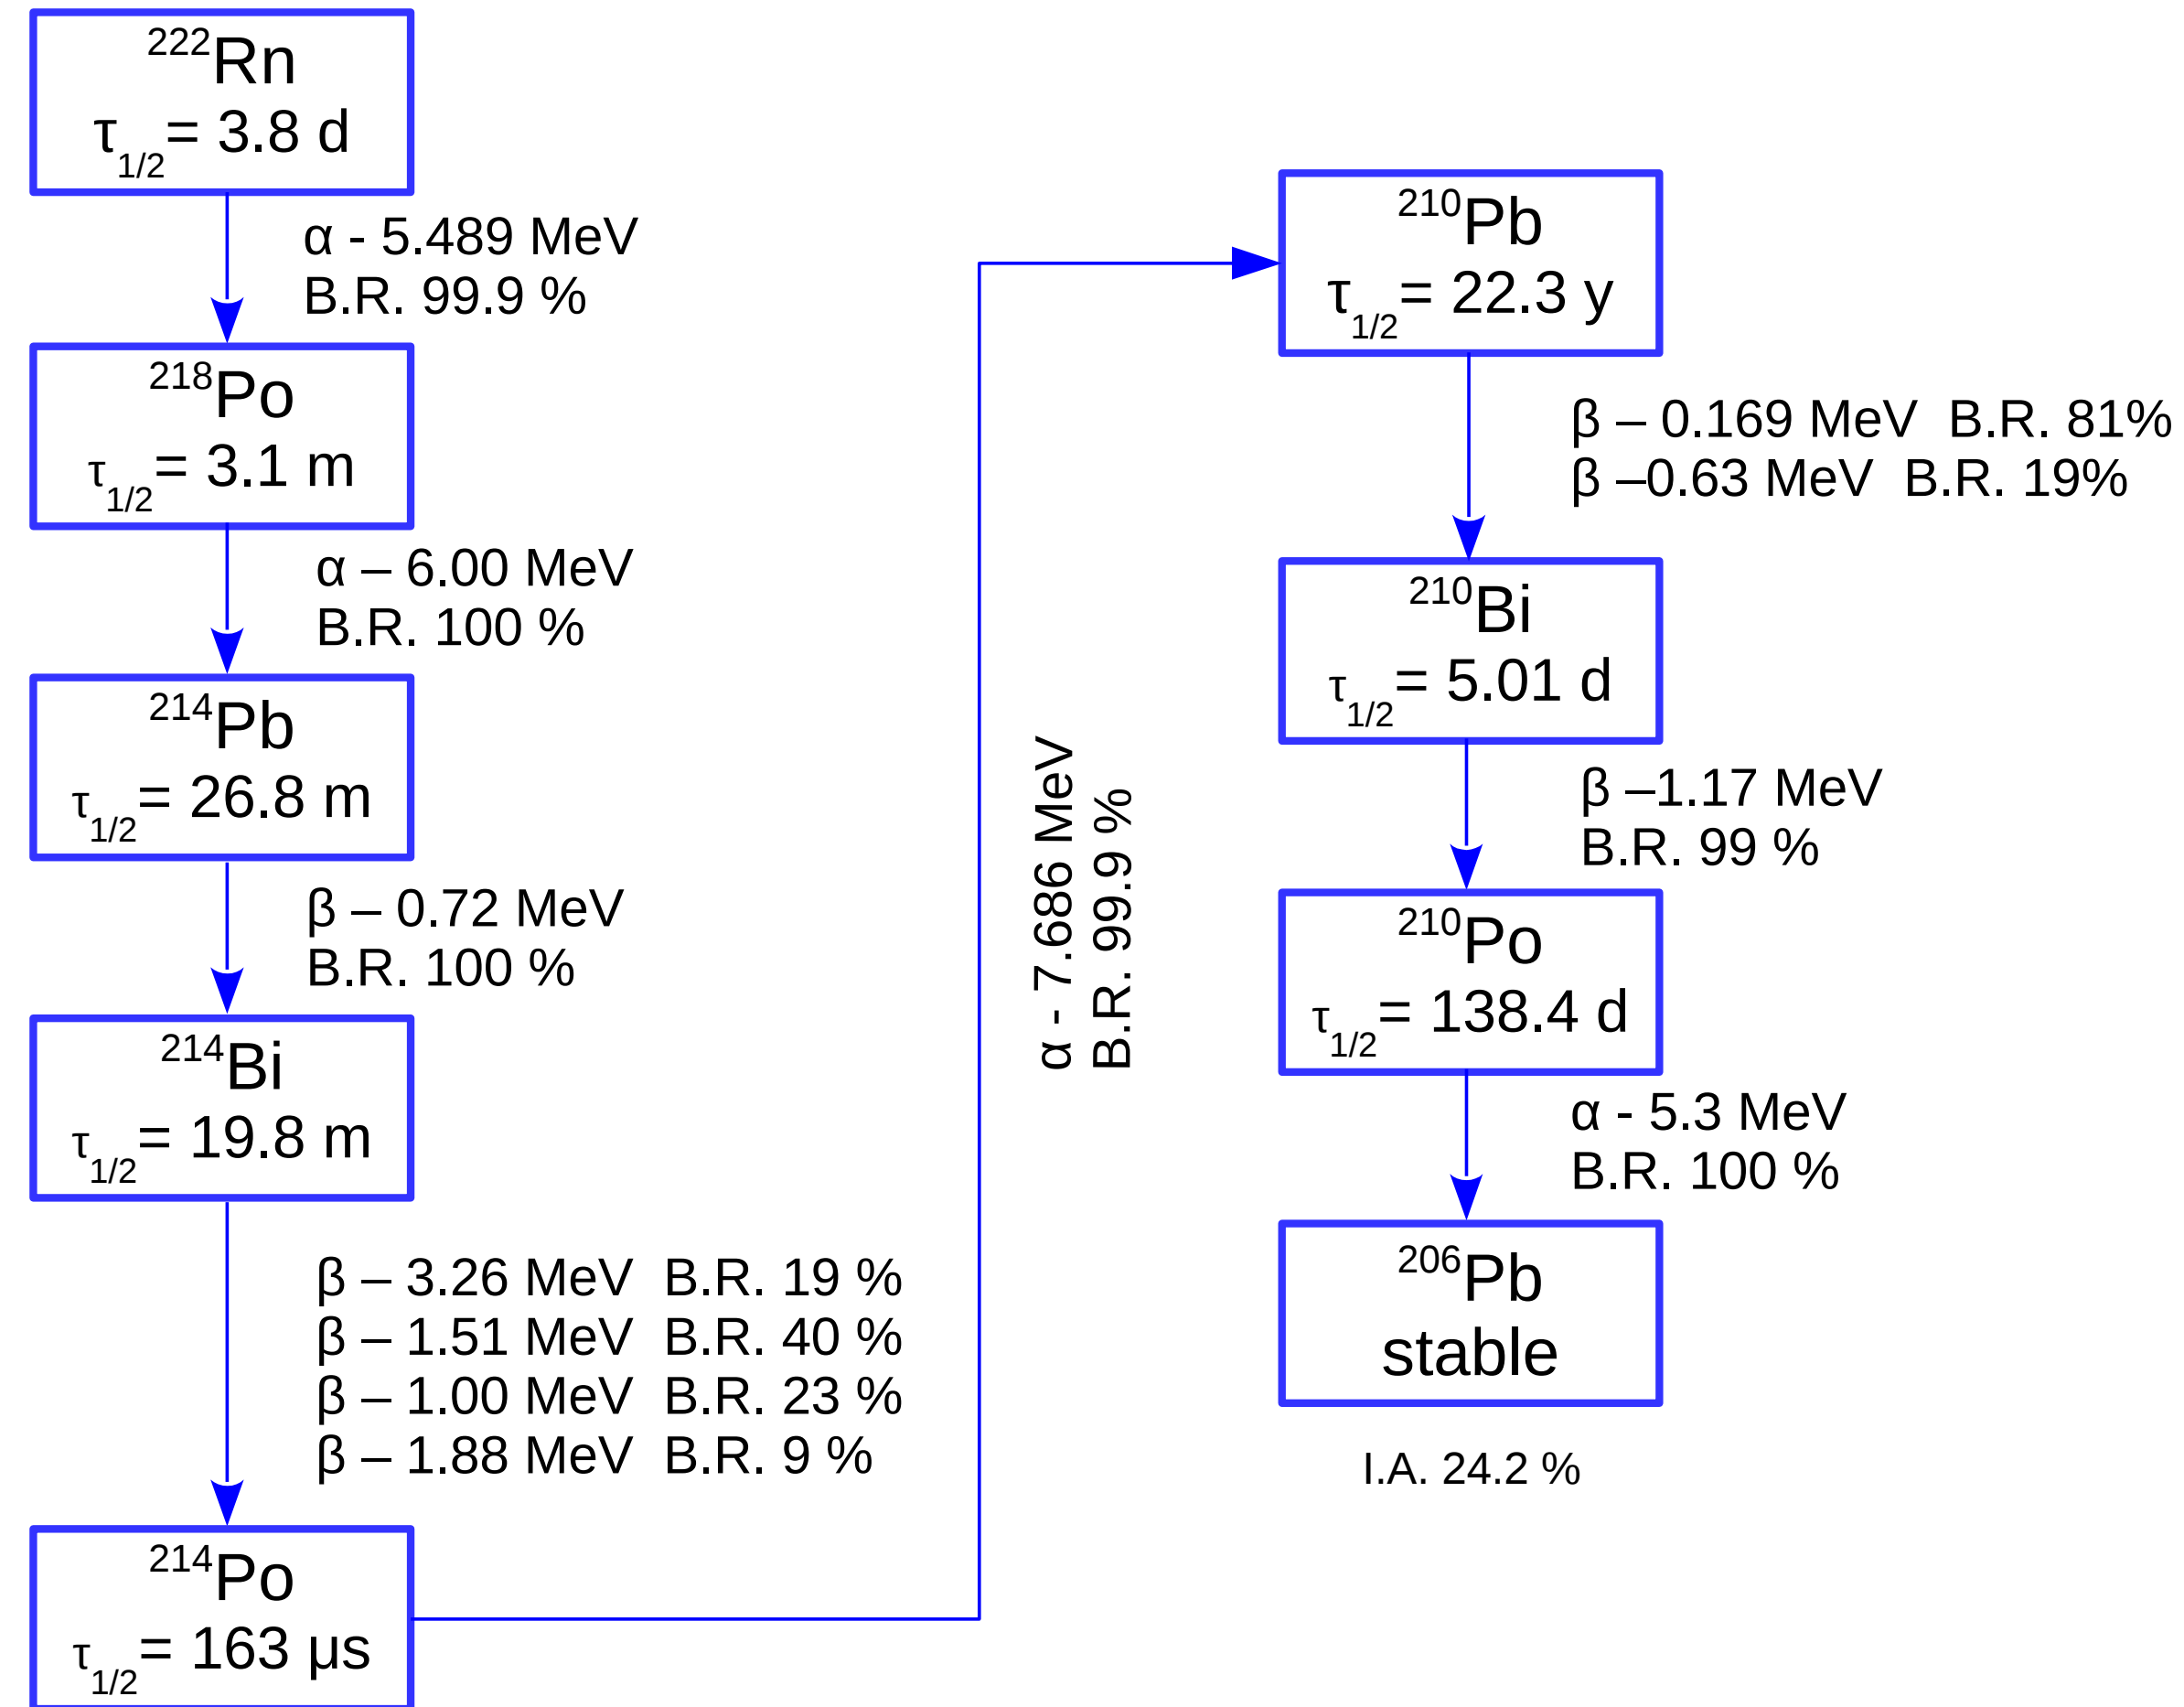 ²²²Rn
τ₁/₂= 3.8 d
α - 5.489 MeV
B.R. 99.9 %
²¹⁸Po
τ₁/₂= 3.1 m
α – 6.00 MeV
B.R. 100 %
²¹⁴Pb
τ₁/₂= 26.8 m
β – 0.72 MeV
B.R. 100 %
²¹⁴Bi
τ₁/₂= 19.8 m
β – 3.26 MeV  B.R. 19 %
β – 1.51 MeV  B.R. 40 %
β – 1.00 MeV  B.R. 23 %
β – 1.88 MeV  B.R. 9 %
²¹⁴Po
τ₁/₂= 163 μs
α - 7.686 MeV
B.R. 99.9 %
²¹⁰Pb
τ₁/₂= 22.3 y
β – 0.169 MeV  B.R. 81%
β –0.63 MeV  B.R. 19%
²¹⁰Bi
τ₁/₂= 5.01 d
β –1.17 MeV
B.R. 99 %
²¹⁰Po
τ₁/₂= 138.4 d
α - 5.3 MeV
B.R. 100 %
²⁰⁶Pb
stable
I.A. 24.2 %